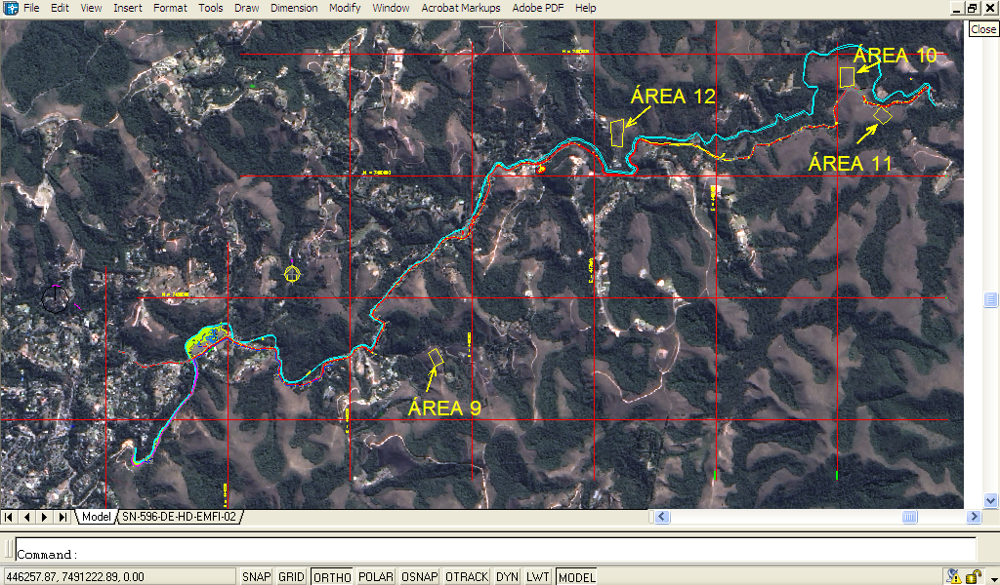 File Edit View Insert Format Tools Draw Dimension Modify Window Acrobat Markups Adobe PDF Help
Close
ÁREA 10
ÁREA 12
ÁREA 11
ÁREA 9
Model SN-596-DE-HD-EMFI-02
Command:
446257.87, 7491222.89, 0.00 SNAP GRID ORTHO POLAR OSNAP OTRACK DYN LWT MODEL